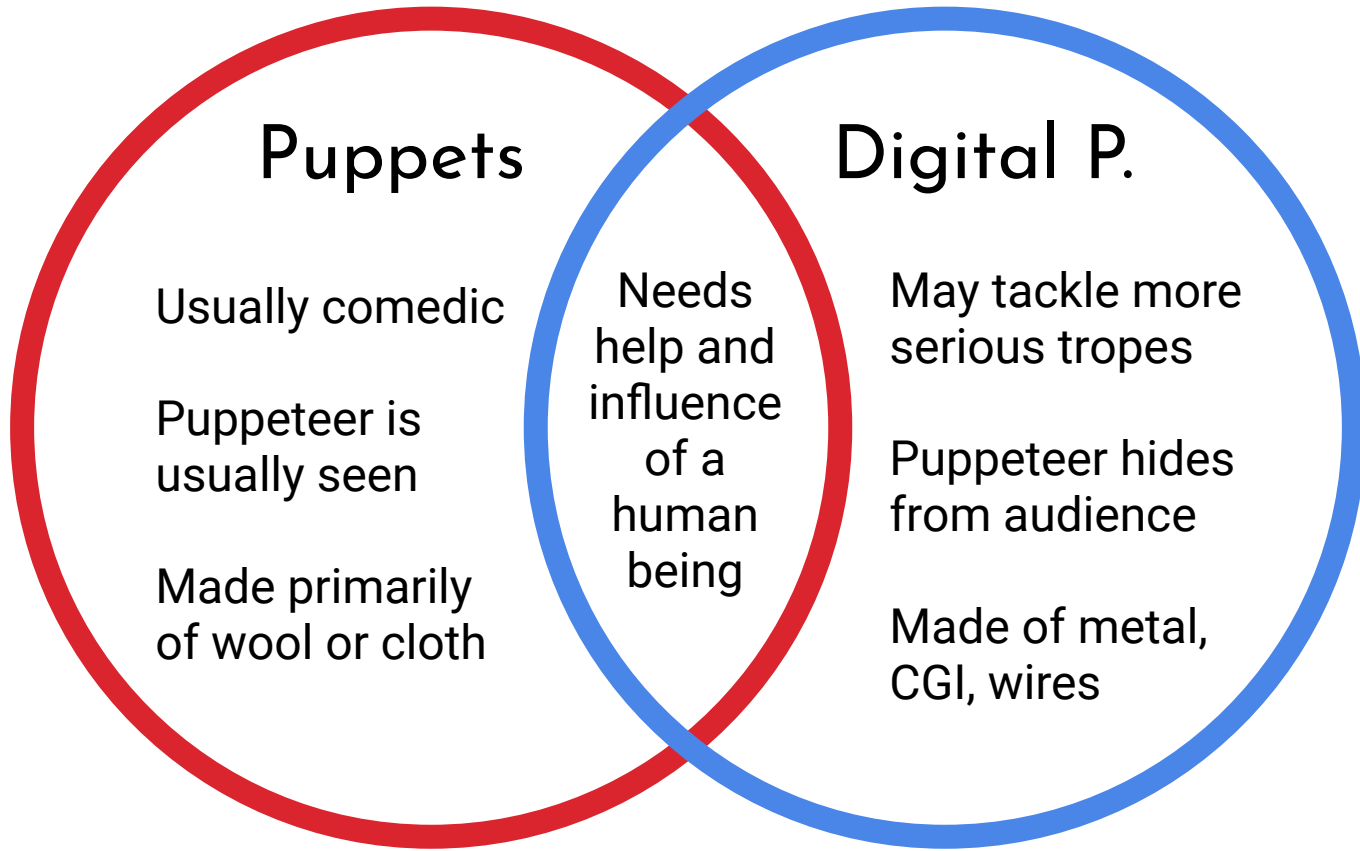 Puppets
Usually comedic
Puppeteer is
usually seen
Made primarily
of wool or cloth
Needs
help and
influence
of a
human
being
Digital P.
May tackle more
serious tropes
Puppeteer hides
from audience
Made of metal,
CGI, wires